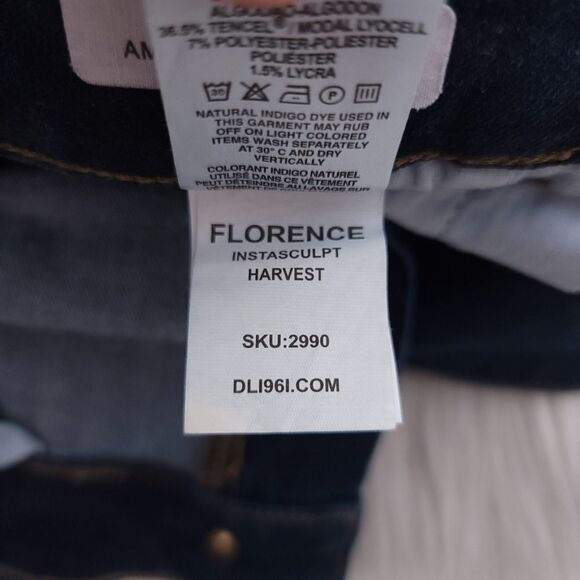 AM
ALGODON-ALGODON
36.5% TENCEL® / MODAL LYOCELL
7% POLYESTER-POLIESTER
POLIESTER
1.5% LYCRA
30
P
NATURAL INDIGO DYE USED IN
THIS GARMENT MAY RUB
OFF ON LIGHT COLORED
ITEMS WASH SEPARATELY
AT 30° C AND DRY
VERTICALLY
COLORANT INDIGO NATUREL
UTILISÉ DANS CE VÊTEMENT
PEUT DÉTEINDRE AU LAVAGE SUR
FLORENCE
INSTASCULPT
HARVEST
SKU:2990
DLI96I.COM